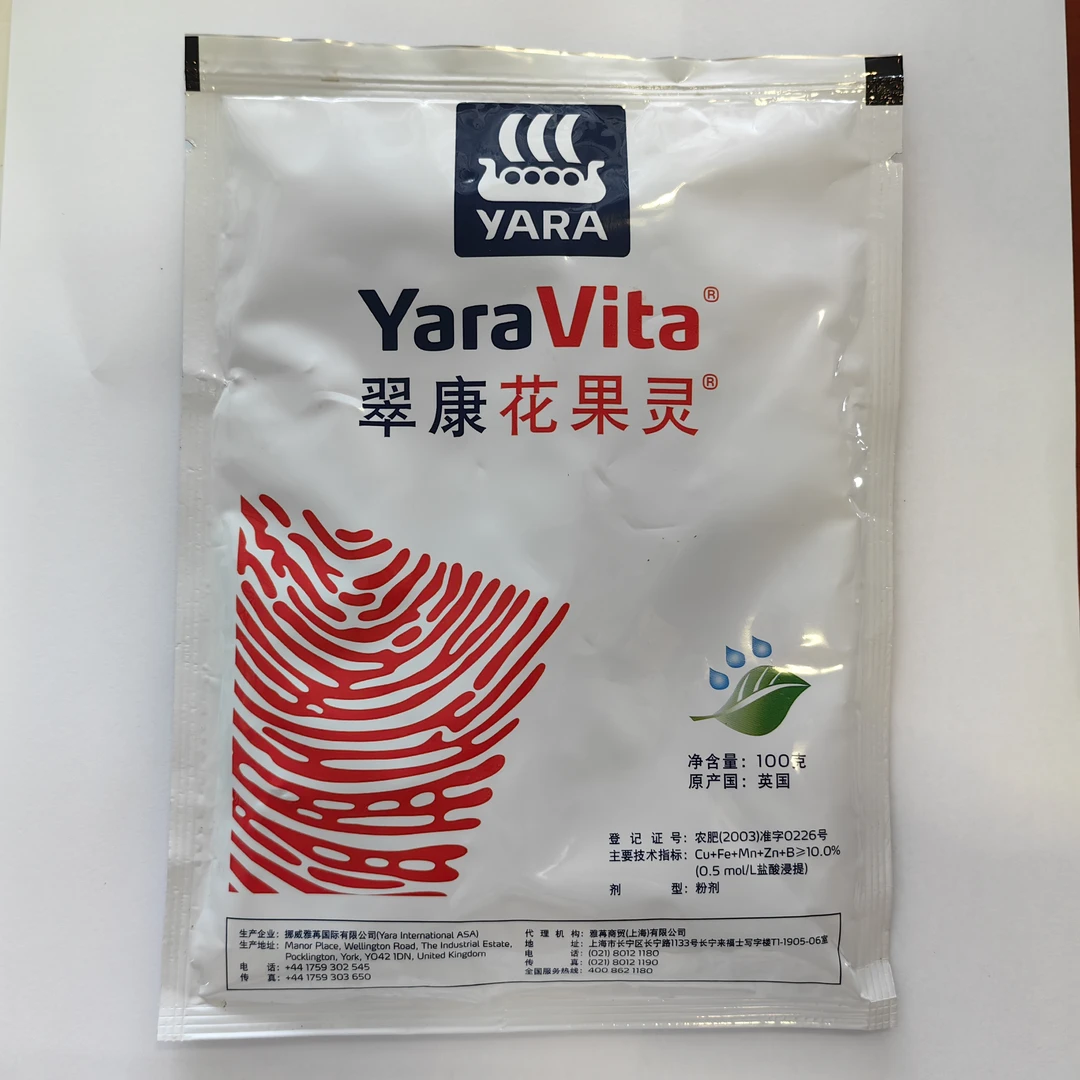 YARA
YaraVita®
翠康花果灵®
净含量：100克
原产国：英国
登记证号：农肥(2003)准字0226号
主要技术指标：Cu+Fe+Mn+Zn+B≥10.0%
(0.5 mol/L盐酸浸提)
剂型：粉剂
生产企业：挪威雅苒国际有限公司(Yara International ASA)
生产地址：Manor Place, Wellington Road, The Industrial Estate,
Pocklington, York, YO42 1DN, United Kingdom
电话：+44 1759 302 545
传真：+44 1759 303 650
代理机构：雅苒商贸(上海)有限公司
地址：上海市长宁区长宁路1133号长宁来福士写字楼T1-1905-06室
电话：(021) 8012 1180
传真：(021) 8012 1190
全国服务热线：400 862 1180